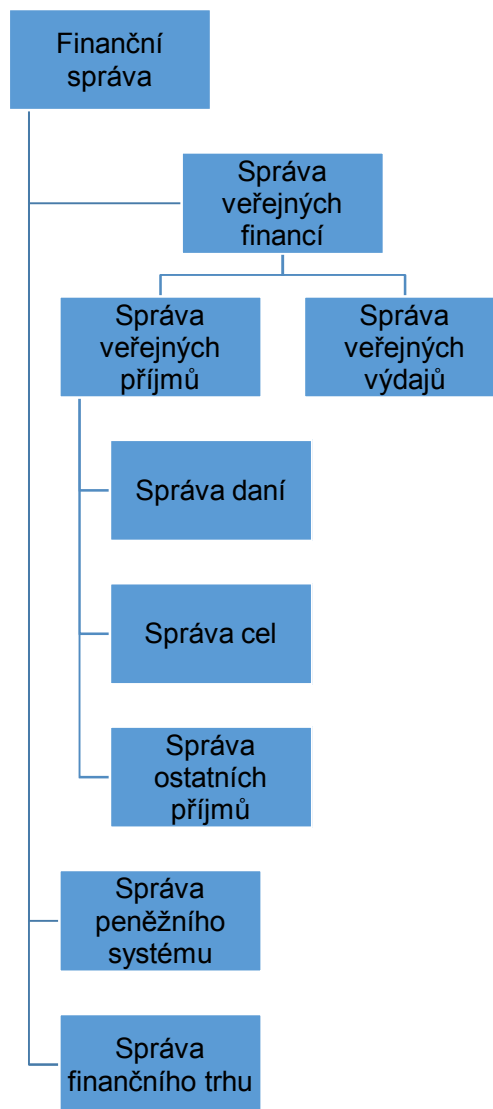 Finanční
správa
Správa
veřejných
financí
Správa
veřejných
příjmů
Správa
veřejných
výdajů
Správa daní
Správa cel
Správa
ostatních
příjmů
Správa
peněžního
systému
Správa
finančního trhu